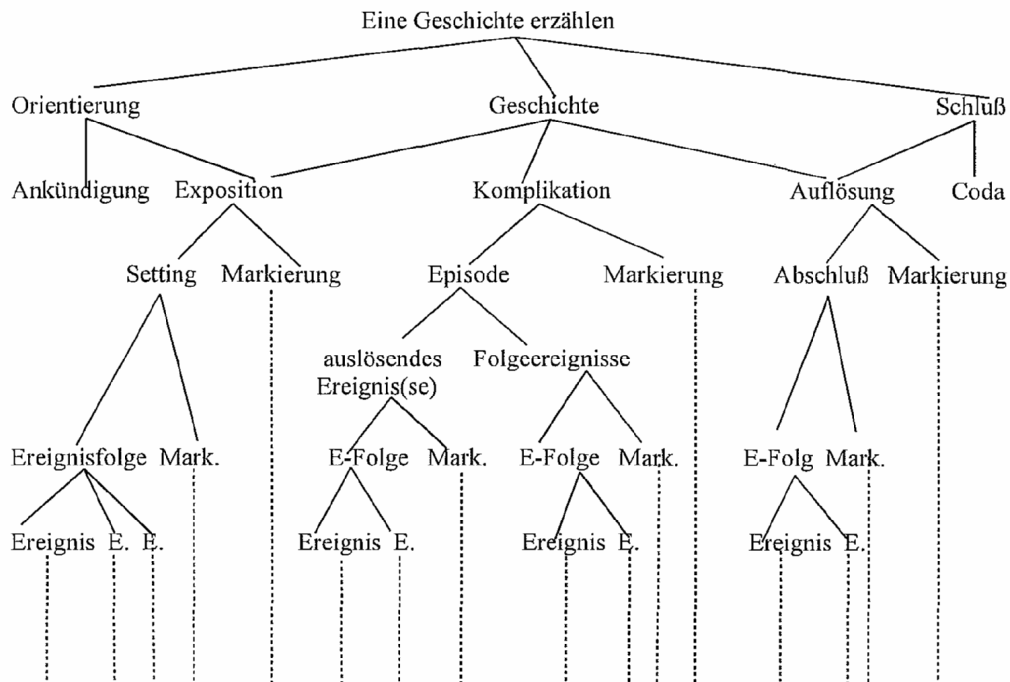 Eine Geschichte erzählen
Orientierung Geschichte Schluß
Ankündigung Exposition Komplikation Auflösung Coda
Setting Markierung Episode Markierung Abschluß Markierung
auslösendes Folgeereignisse
Ereignis(se)
Ereignisfolge Mark. E-Folge Mark. E-Folge Mark. E-Folg Mark.
Ereignis E. E. Ereignis E. Ereignis E. Ereignis E.